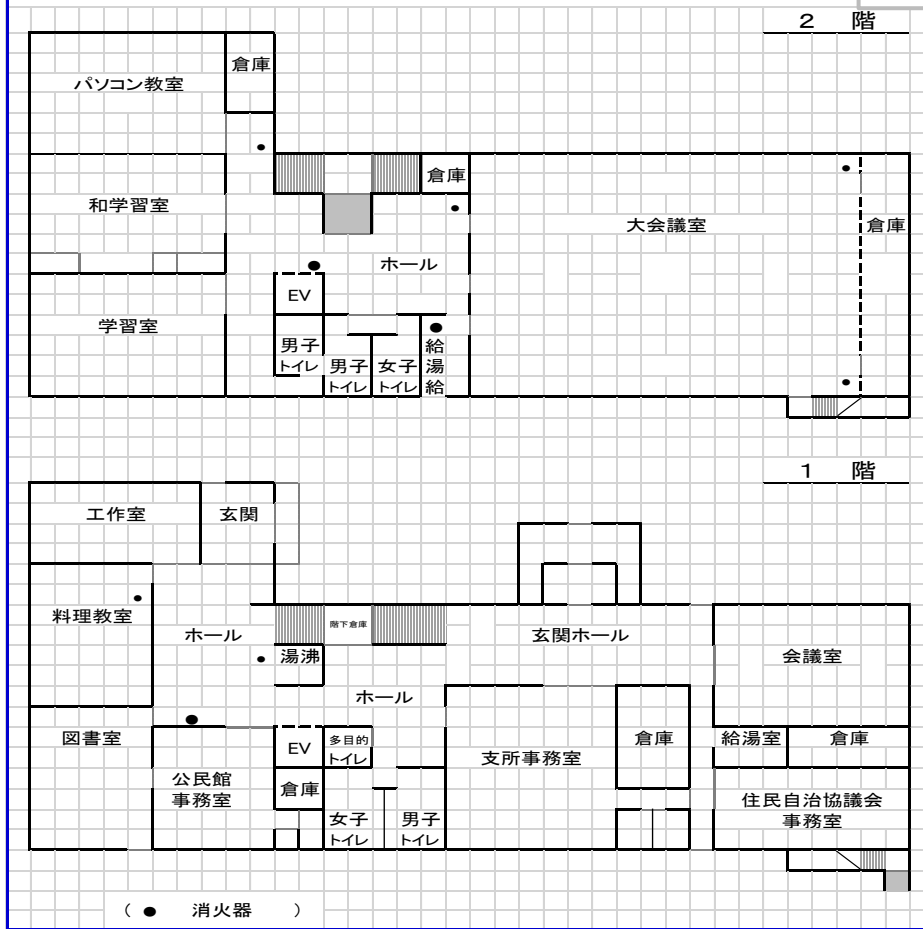 2 階
倉庫
パソコン教室
倉庫
和学習室
大会議室
倉庫
ホール
EV
学習室
男子
トイレ
男子
トイレ
女子
トイレ
給
湯
給
1 階
工作室
玄関
料理教室
階下倉庫
ホール
玄関ホール
湯沸
会議室
ホール
図書室
EV
多目的
トイレ
支所事務室
倉庫
給湯室
倉庫
公民館
事務室
倉庫
女子
トイレ
男子
トイレ
住民自治協議会
事務室
( ● 消火器 )